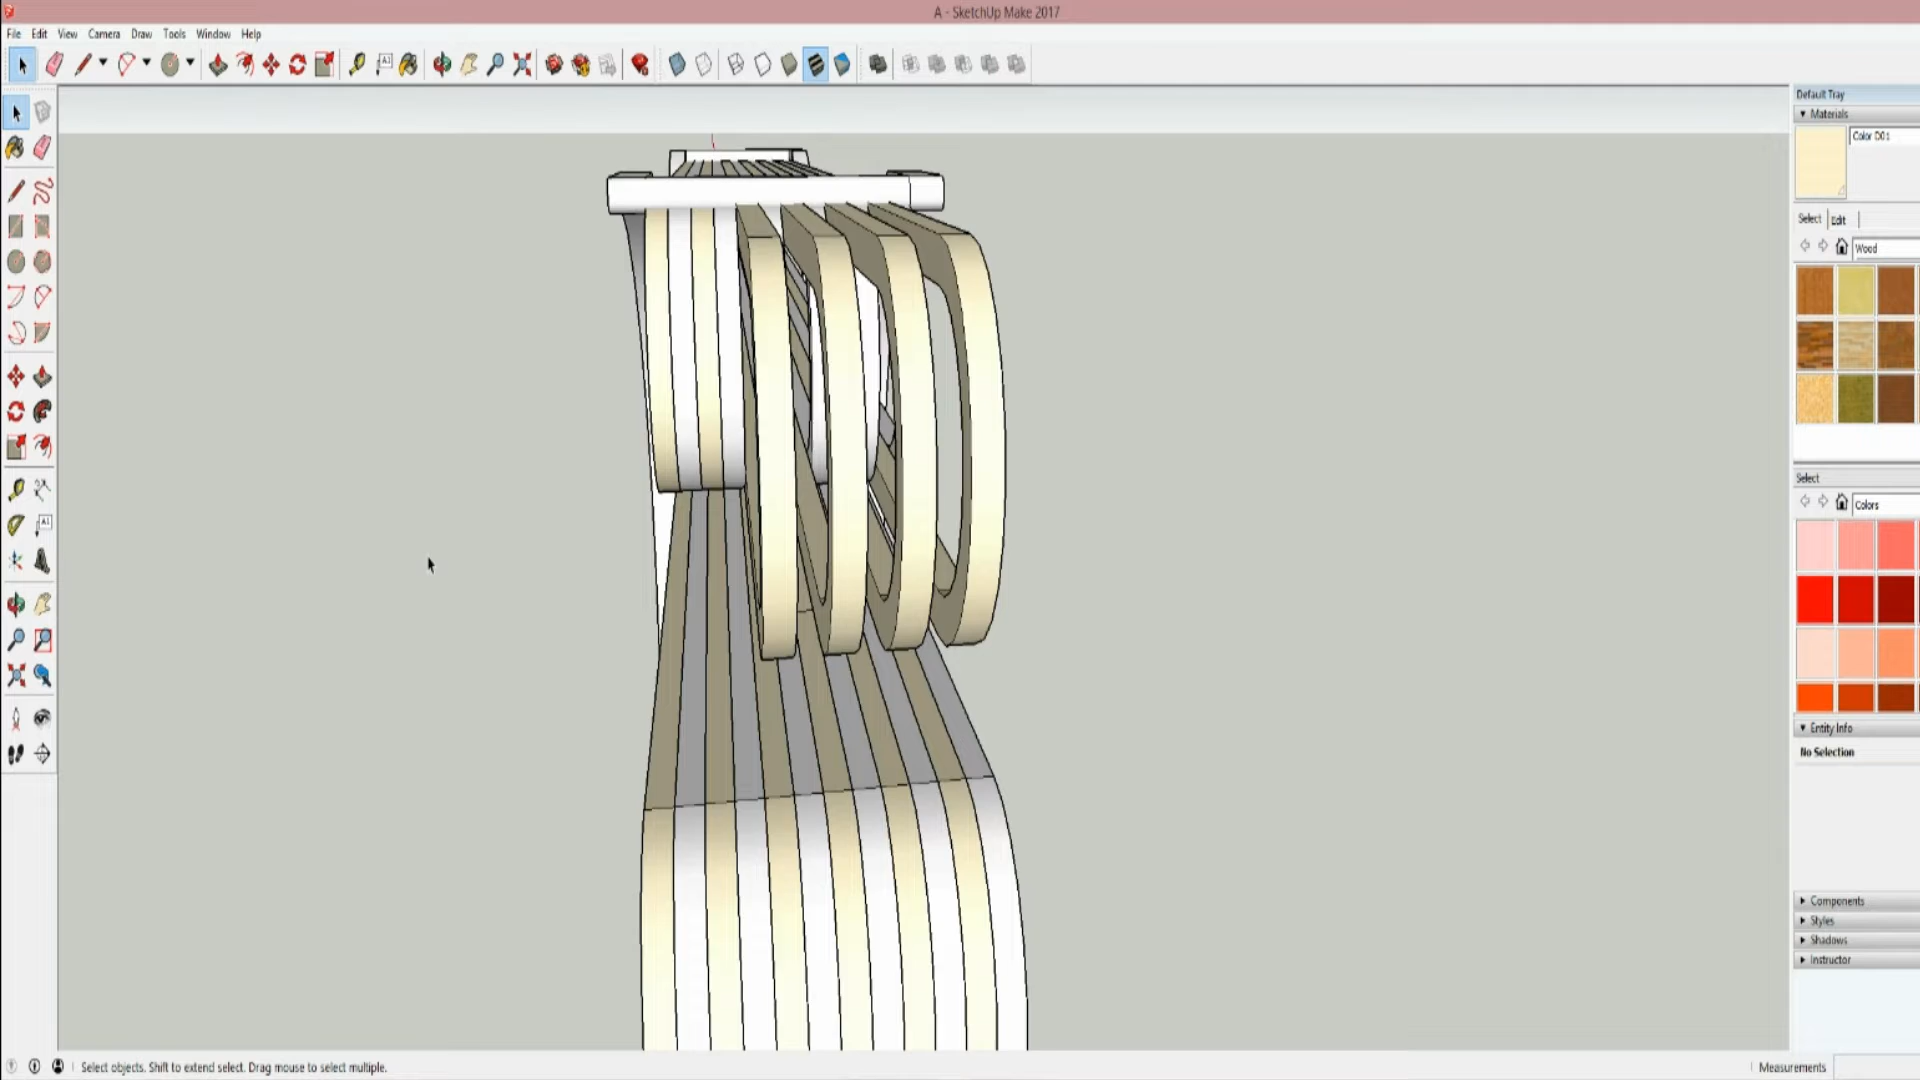 A - SketchUp Make 2017
File Edit View Camera Draw Tools Window Help
A1
Default Tray
Materials
Color D01
Select Edit
Wood
A1
Select
Colors
Entity Info
No Selection
Components
Styles
Shadows
Instructor
Select objects. Shift to extend select. Drag mouse to select multiple.
Measurements